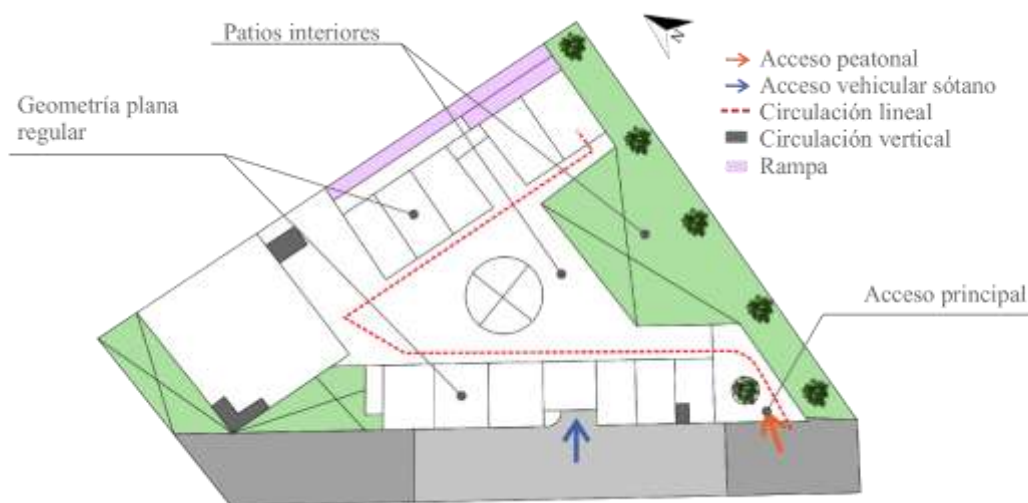 Patios interiores
N
Acceso peatonal
Acceso vehicular sótano
Circulación lineal
Circulación vertical
Rampa
Geometría plana
regular
Acceso principal